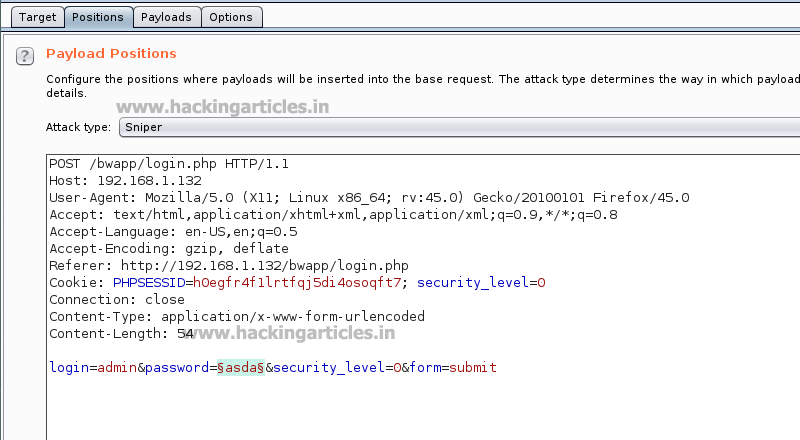 Target Positions Payloads Options
? Payload Positions
Configure the positions where payloads will be inserted into the base request. The attack type determines the way in which payload
details.
www.hackingarticles.in
Attack type: Sniper
POST /bwapp/login.php HTTP/1.1
Host: 192.168.1.132
User-Agent: Mozilla/5.0 (X11; Linux x86_64; rv:45.0) Gecko/20100101 Firefox/45.0
Accept: text/html,application/xhtml+xml,application/xml;q=0.9,*/*;q=0.8
Accept-Language: en-US,en;q=0.5
Accept-Encoding: gzip, deflate
Referer: http://192.168.1.132/bwapp/login.php
Cookie: PHPSESSID=h0egfr4f1lrtfqj5di4osoqft7; security_level=0
Connection: close
Content-Type: application/x-www-form-urlencoded
Content-Length: 54
www.hackingarticles.in
login=admin&password=§asda§&security_level=0&form=submit